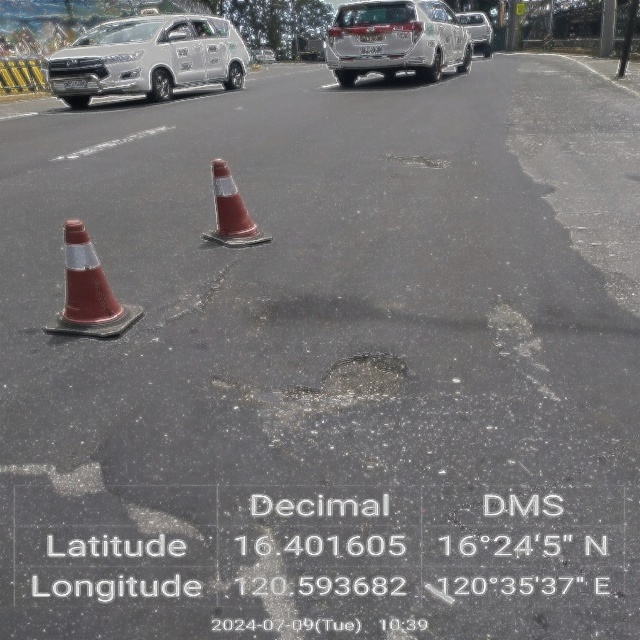 Decimal DMS
Latitude 16.401605 16°24'5" N
Longitude 120.593682 120°35'37" E
2024-07-09(Tue) 10:39